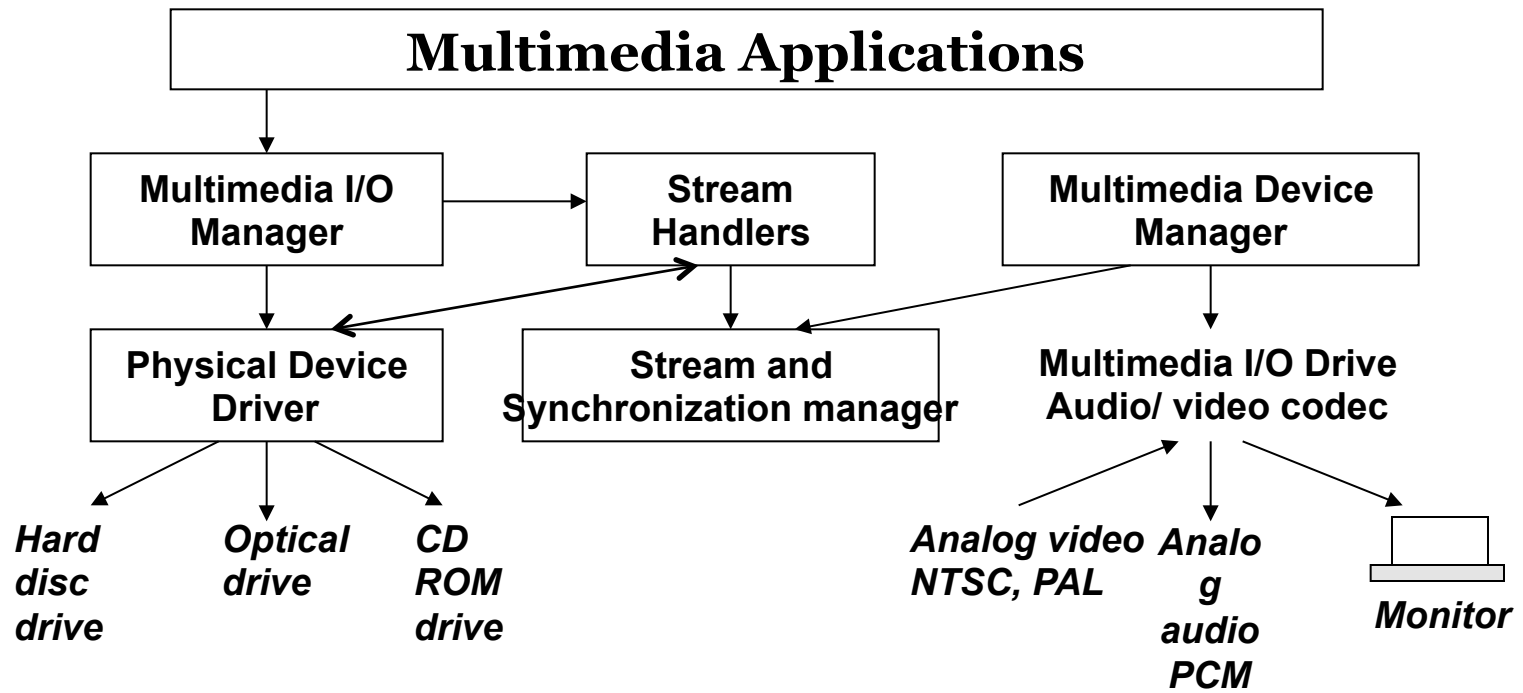 Multimedia Applications
Multimedia I/O
Manager
Stream
Handlers
Multimedia Device
Manager
Physical Device
Driver
Stream and
Synchronization manager
Multimedia I/O Drive
Audio/ video codec
Hard
disc
drive
Optical
drive
CD
ROM
drive
Analog video
NTSC, PAL
Analo
g
audio
PCM
Monitor